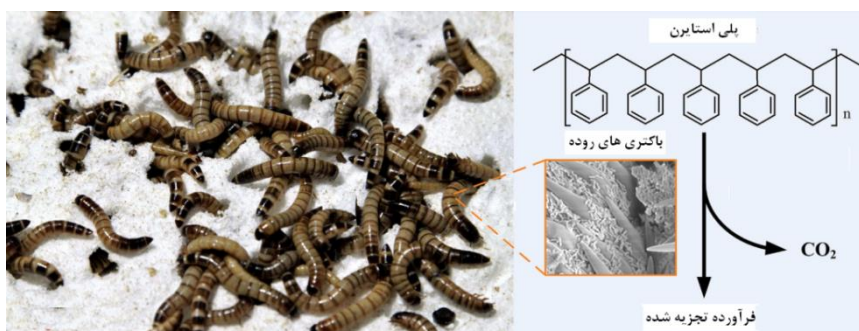 پلی استایرن
n
باکتری های روده
CO₂
فرآورده تجزیه شده